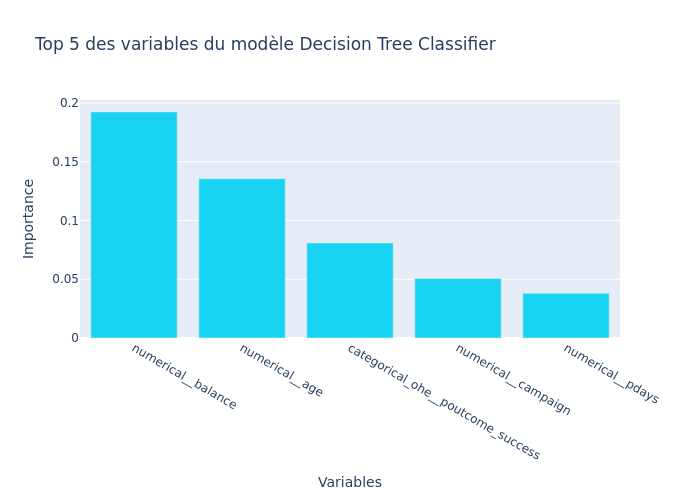 Top 5 des variables du modèle Decision Tree Classifier
Importance
0.2
0.15
0.1
0.05
0
numerical__balance
numerical__age
categorical_ohe__poutcome_success
numerical__campaign
numerical__pdays
Variables